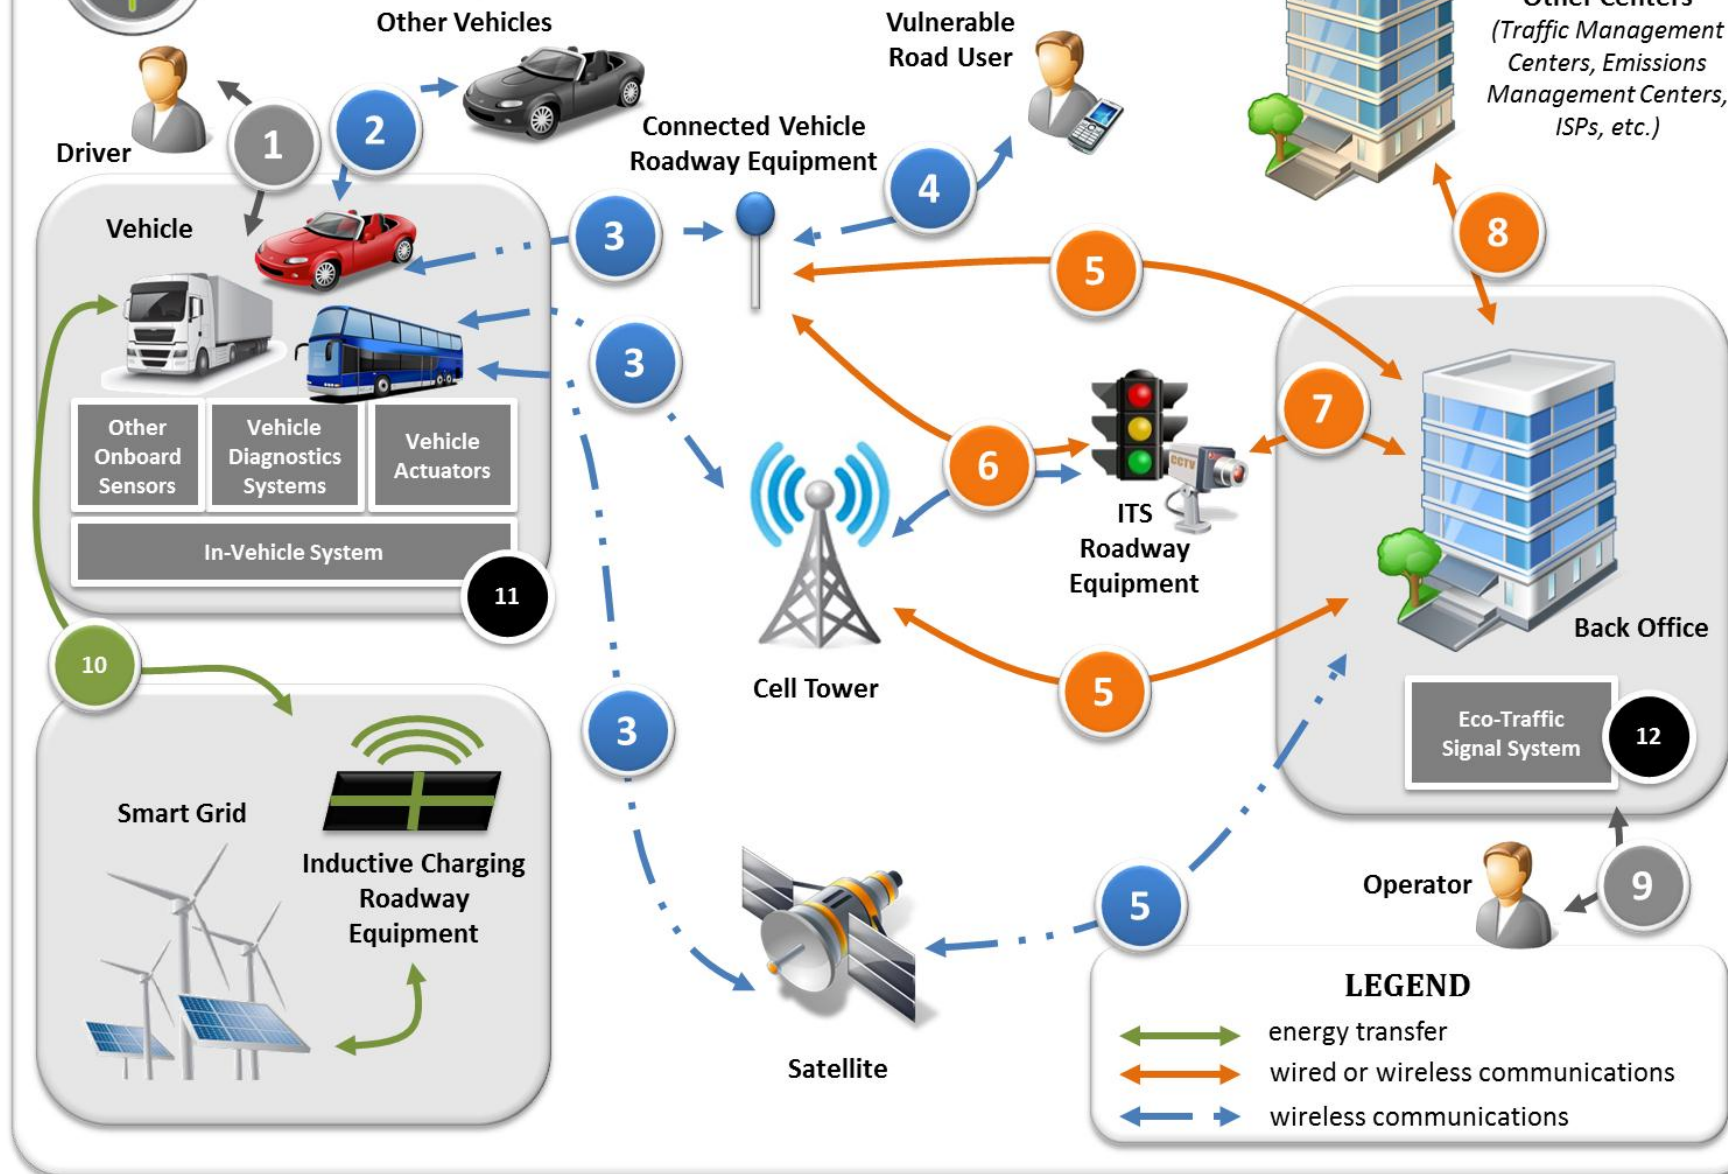 Other Centers
(Traffic Management
Centers, Emissions
Management Centers,
ISPs, etc.)
Other Vehicles
Vulnerable
Road User
Driver
1
2
Connected Vehicle
Roadway Equipment
4
Vehicle
3
5
8
3
7
6
CCTV
ITS
Roadway
Equipment
Other
Onboard
Sensors
Vehicle
Diagnostics
Systems
Vehicle
Actuators
In-Vehicle System
11
10
Cell Tower
5
Back Office
3
Eco-Traffic
Signal System
12
Smart Grid
Inductive Charging
Roadway
Equipment
5
Operator
9
Satellite
LEGEND
energy transfer
wired or wireless communications
wireless communications